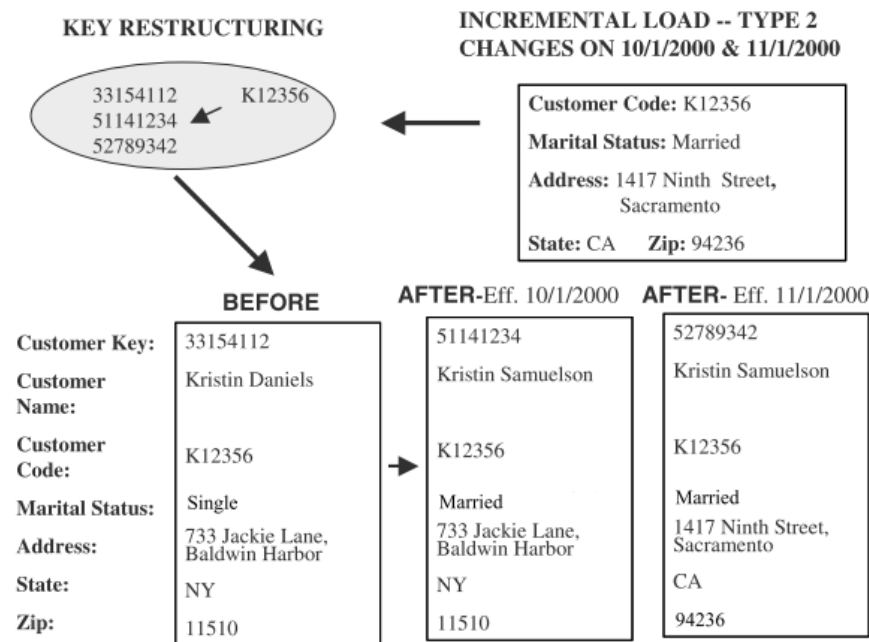 KEY RESTRUCTURING
INCREMENTAL LOAD -- TYPE 2
CHANGES ON 10/1/2000 & 11/1/2000
33154112 K12356
51141234
52789342
Customer Code: K12356
Marital Status: Married
Address: 1417 Ninth Street,
Sacramento
State: CA Zip: 94236
BEFORE
AFTER-Eff. 10/1/2000
AFTER- Eff. 11/1/2000
Customer Key:
Customer
Name:
Customer
Code:
Marital Status:
Address:
State:
Zip:
33154112
Kristin Daniels
K12356
Single
733 Jackie Lane,
Baldwin Harbor
NY
11510
51141234
Kristin Samuelson
K12356
Married
733 Jackie Lane,
Baldwin Harbor
NY
11510
52789342
Kristin Samuelson
K12356
Married
1417 Ninth Street,
Sacramento
CA
94236